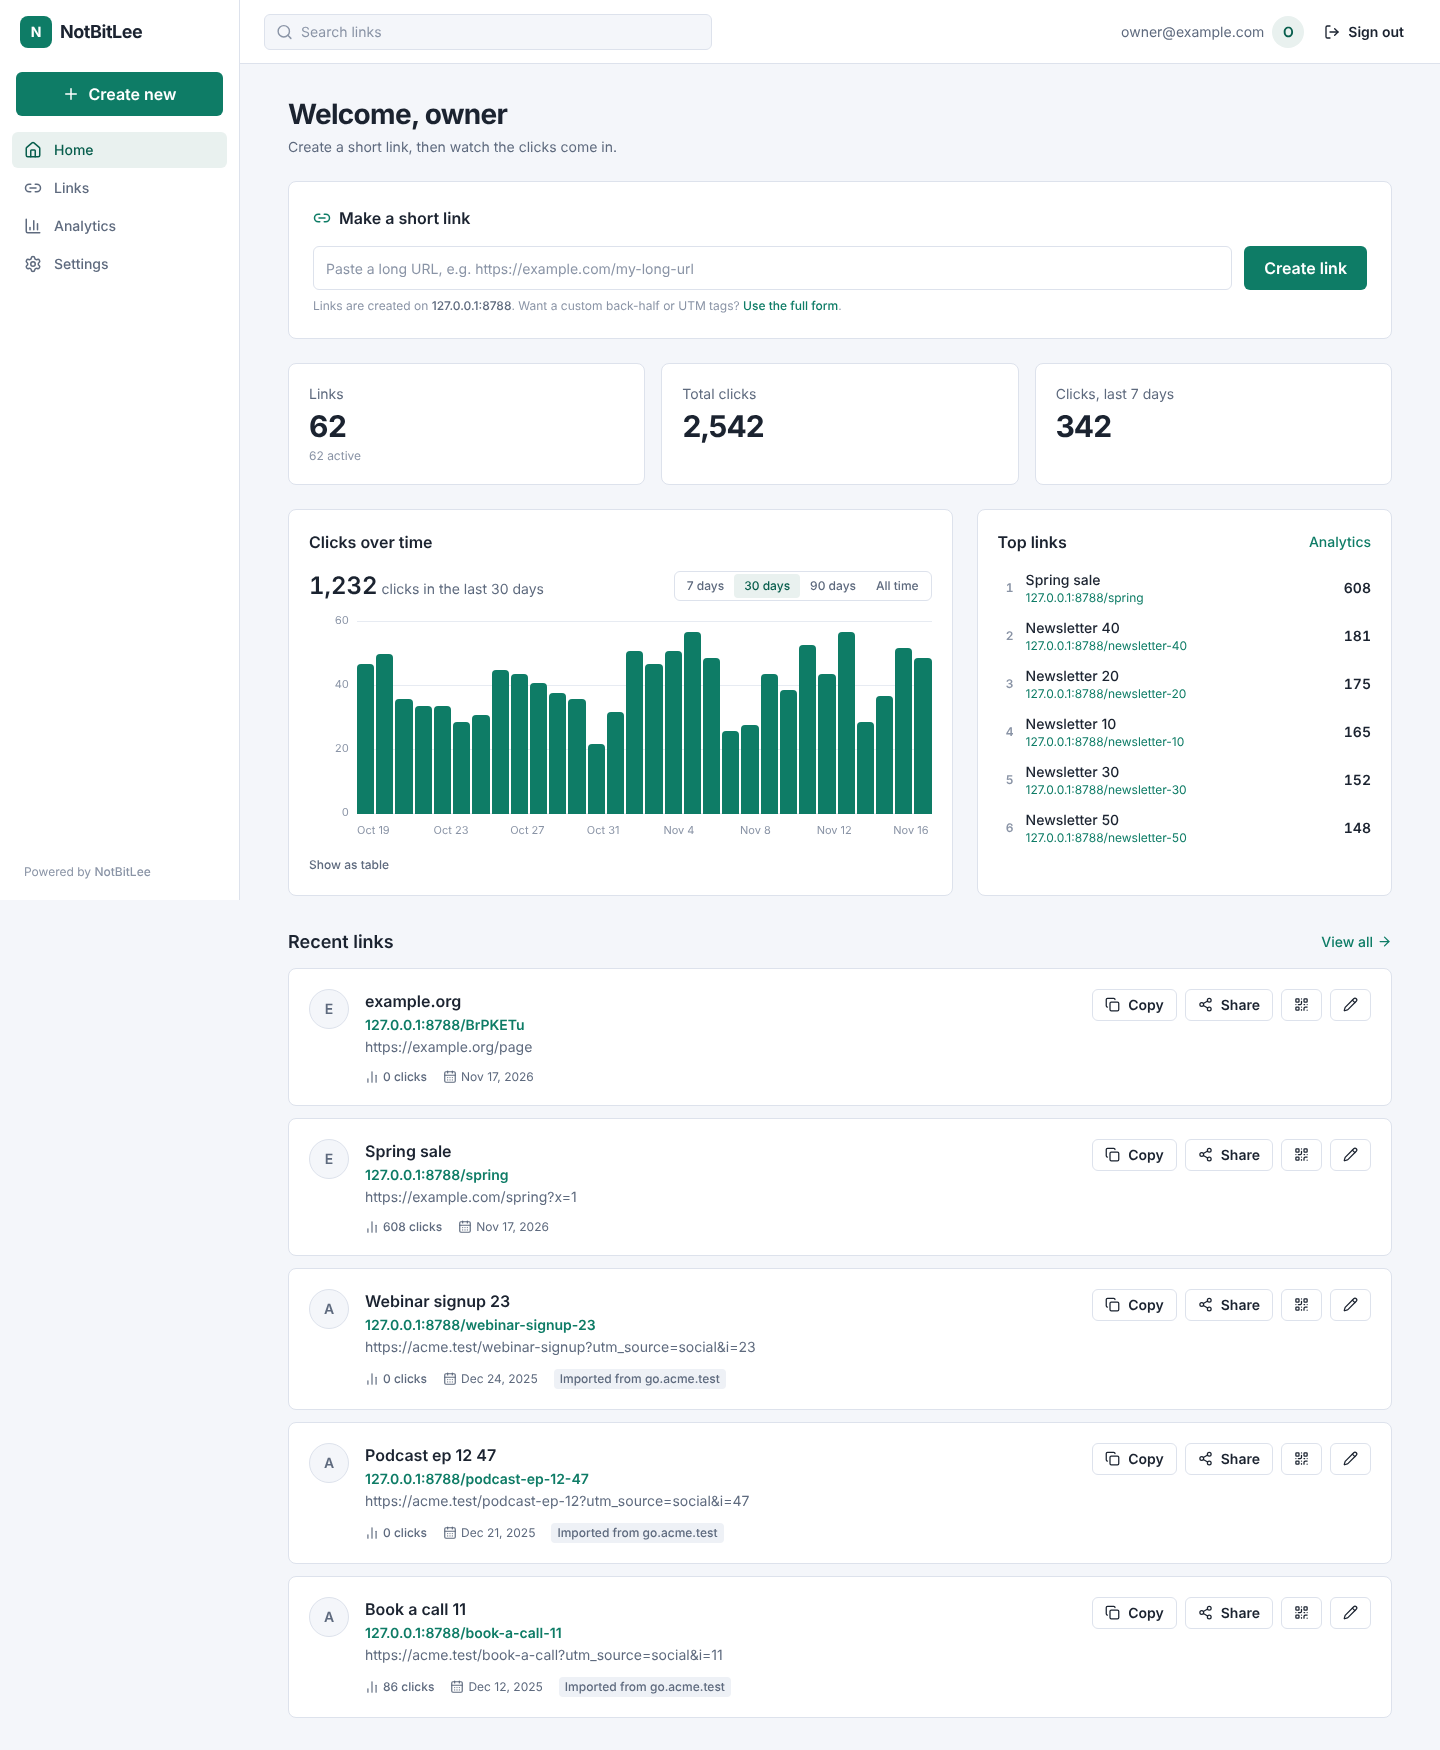 N NotBitLee
Search links
owner@example.com O Sign out
Create new
Home
Links
Analytics
Settings
Powered by NotBitLee
Welcome, owner
Create a short link, then watch the clicks come in.
Make a short link
Paste a long URL, e.g. https://example.com/my-long-url
Create link
Links are created on 127.0.0.1:8788. Want a custom back-half or UTM tags? Use the full form.
Links
62
62 active
Total clicks
2,542
Clicks, last 7 days
342
Clicks over time
1,232 clicks in the last 30 days
7 days 30 days 90 days All time
60
40
20
0
Oct 19 Oct 23 Oct 27 Oct 31 Nov 4 Nov 8 Nov 12 Nov 16
Show as table
Top links Analytics
1 Spring sale 608
127.0.0.1:8788/spring
2 Newsletter 40 181
127.0.0.1:8788/newsletter-40
3 Newsletter 20 175
127.0.0.1:8788/newsletter-20
4 Newsletter 10 165
127.0.0.1:8788/newsletter-10
5 Newsletter 30 152
127.0.0.1:8788/newsletter-30
6 Newsletter 50 148
127.0.0.1:8788/newsletter-50
Recent links View all
E example.org Copy Share
127.0.0.1:8788/BrPKETu
https://example.org/page
0 clicks Nov 17, 2026
E Spring sale Copy Share
127.0.0.1:8788/spring
https://example.com/spring?x=1
608 clicks Nov 17, 2026
A Webinar signup 23 Copy Share
127.0.0.1:8788/webinar-signup-23
https://acme.test/webinar-signup?utm_source=social&i=23
0 clicks Dec 24, 2025 Imported from go.acme.test
A Podcast ep 12 47 Copy Share
127.0.0.1:8788/podcast-ep-12-47
https://acme.test/podcast-ep-12?utm_source=social&i=47
0 clicks Dec 21, 2025 Imported from go.acme.test
A Book a call 11 Copy Share
127.0.0.1:8788/book-a-call-11
https://acme.test/book-a-call?utm_source=social&i=11
86 clicks Dec 12, 2025 Imported from go.acme.test